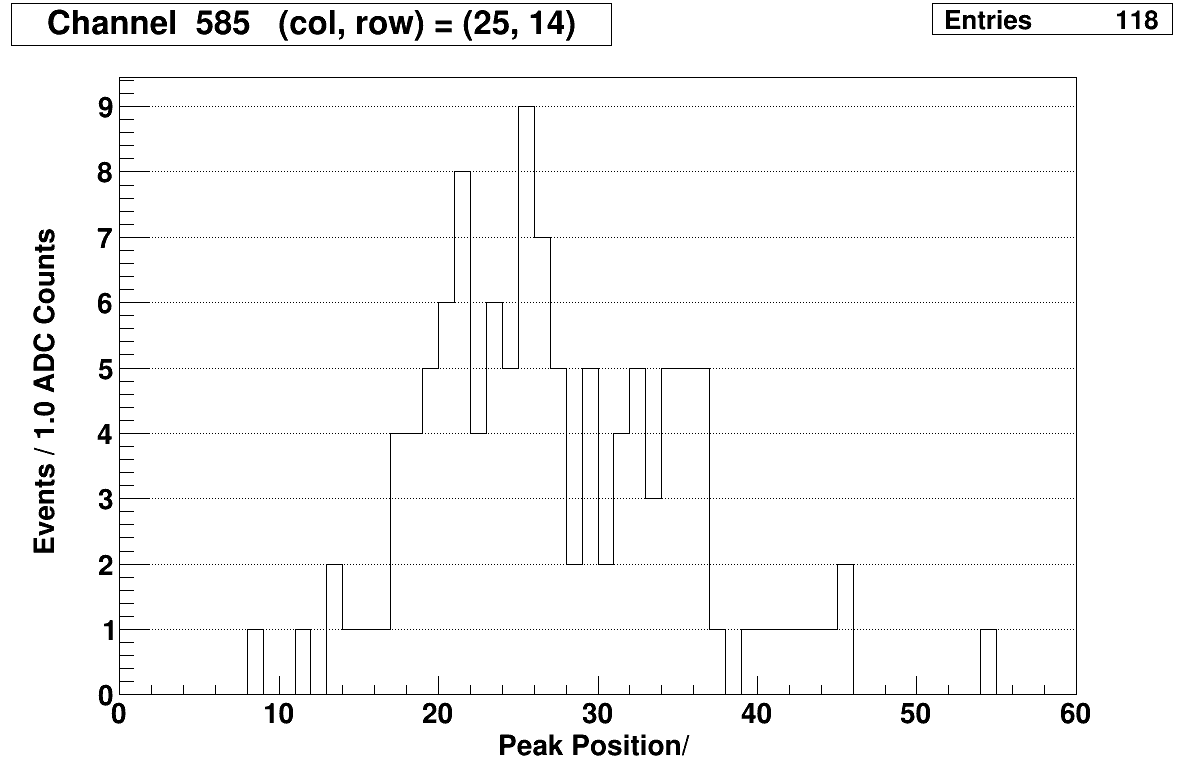 Channel 585 (col, row) = (25, 14)
Entries 118
Events / 1.0 ADC Counts
9
8
7
6
5
4
3
2
1
0
0 10 20 30 40 50 60
Peak Position/